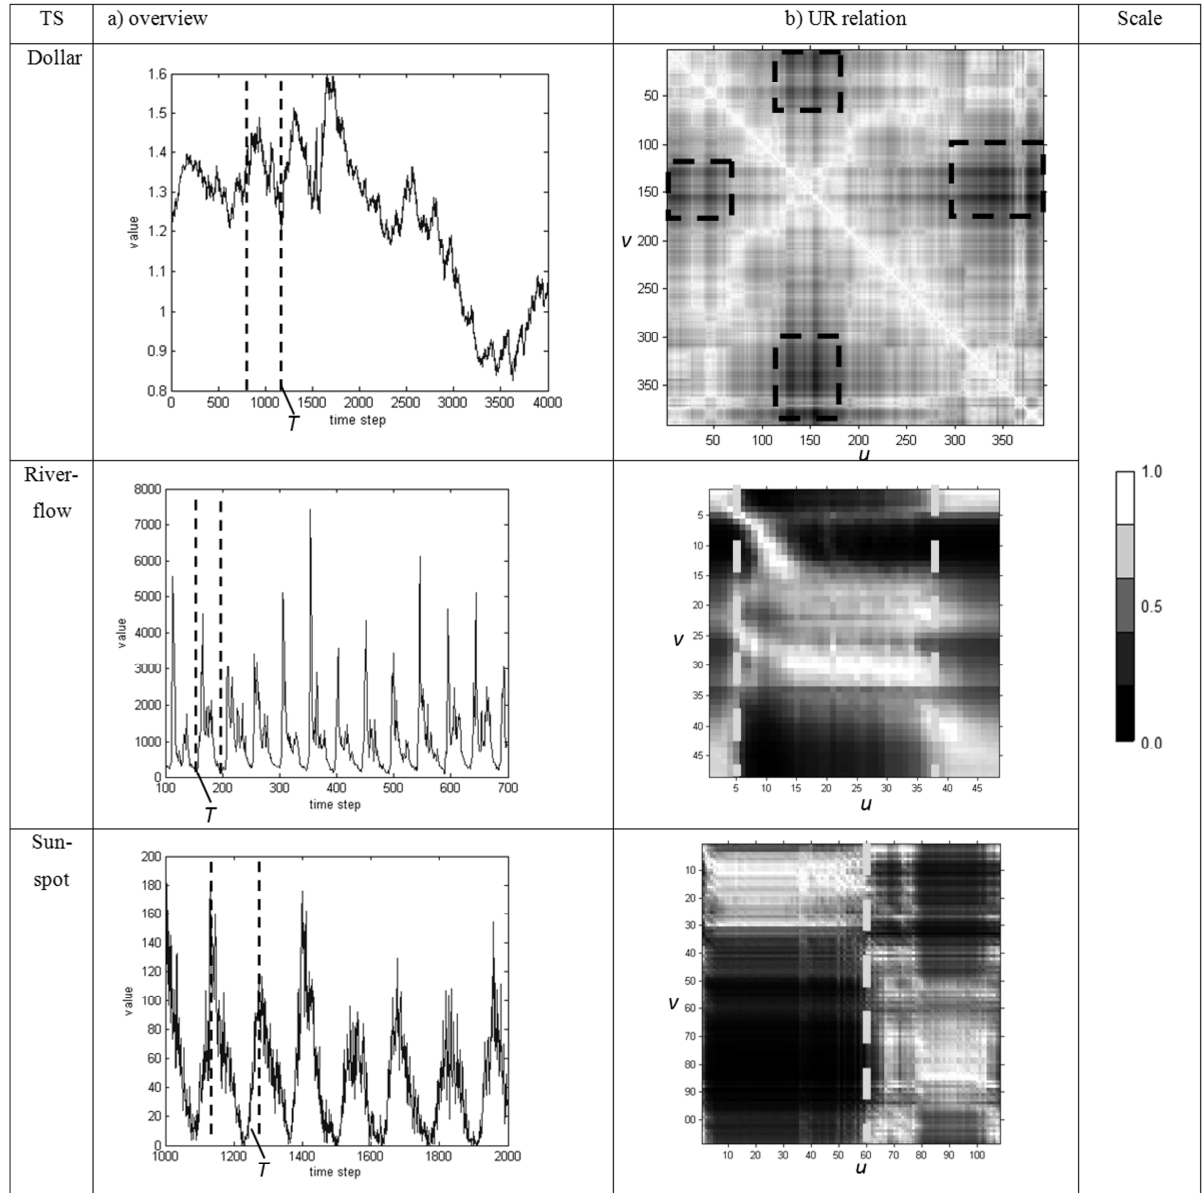 TS a) overview b) UR relation Scale
Dollar
1.6
1.5
1.4
1.3
1.2
1.1
1
0.9
0.8
value
0 500 1000 1500 2000 2500 3000 3500 4000
time step
T
50
100
150
200
250
300
350
v
50 100 150 200 250 300 350
u
River-
flow
8000
7000
6000
5000
4000
3000
2000
1000
0
value
100 200 300 400 500 600 700
time step
T
5
10
15
20
25
30
35
40
45
v
5 10 15 20 25 30 35 40 45
u
1.0
0.5
0.0
Sun-
spot
200
180
160
140
120
100
80
60
40
20
0
value
1000 1200 1400 1600 1800 2000
time step
T
10
20
30
40
50
60
70
80
90
00
v
10 20 30 40 50 60 70 80 90 00
u